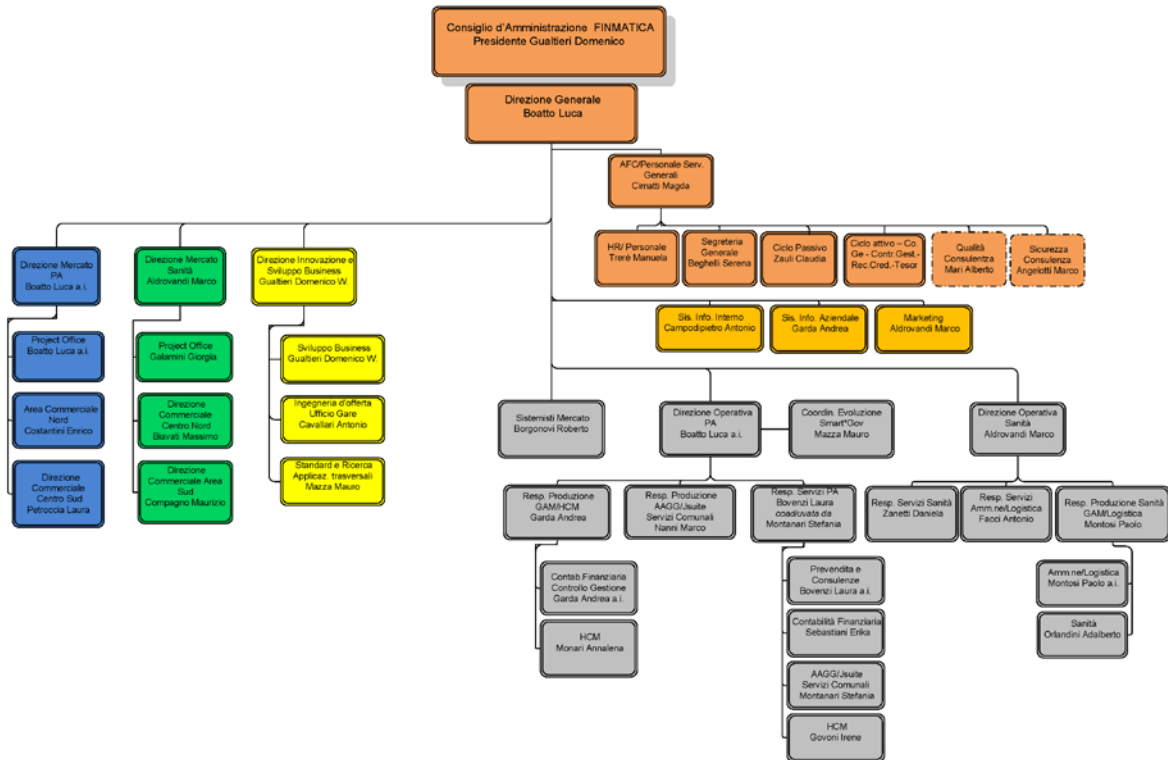 Consiglio d'Amministrazione FINMATICA
Presidente Gualtieri Domenico
Direzione Generale
Boatto Luca
AFC/Personale Serv.
Generali
Cimatti Magda
HR/ Personale
Trerè Manuela
Segreteria
Generale
Beghelli Serena
Ciclo Passivo
Zauli Claudia
Ciclo attivo – Co.
Ge - Contr.Gest.-
Rec.Cred.-Tesor
Qualità
Consulentza
Mari Alberto
Sicurezza
Consulenza
Angelotti Marco
Direzione Mercato
PA
Boatto Luca a.i.
Direzione Mercato
Sanità
Aldrovandi Marco
Direzione Innovazione e
Sviluppo Business
Gualtieri Domenico W.
Sis. Info. Interno
Campodipietro Antonio
Sis. Info. Aziendale
Garda Andrea
Marketing
Aldrovandi Marco
Project Office
Boatto Luca a.i.
Project Office
Galamini Giorgia
Sviluppo Business
Gualtieri Domenico W.
Area Commerciale
Nord
Costantini Enrico
Direzione
Commerciale
Centro Nord
Biavati Massimo
Ingegneria d'offerta
Ufficio Gare
Cavallari Antonio
Direzione
Commerciale
Centro Sud
Petroccia Laura
Direzione
Commerciale Area
Sud
Compagno Maurizio
Standard e Ricerca
Applicaz. trasversali
Mazza Mauro
Sistemisti Mercato
Borgonovi Roberto
Direzione Operativa
PA
Boatto Luca a.i.
Coordin. Evoluzione
Smart*Gov
Mazza Mauro
Direzione Operativa
Sanità
Aldrovandi Marco
Resp. Produzione
GAM/HCM
Garda Andrea
Resp. Produzione
AAGG/Jsuite
Servizi Comunali
Nanni Marco
Resp. Servizi PA
Bovenzi Laura
coadiuvata da
Montanari Stefania
Resp. Servizi Sanità
Zanetti Daniela
Resp. Servizi
Amm.ne/Logistica
Facci Antonio
Resp. Produzione Sanità
GAM/Logistica
Montosi Paolo
Contab.Finanziaria
Controllo Gestione
Garda Andrea a.i.
HCM
Monari Annalena
Prevendita e
Consulenze
Bovenzi Laura a.i.
Contabilità Finanziaria
Sebastiani Erika
AAGG/Jsuite
Servizi Comunali
Montanari Stefania
HCM
Govoni Irene
Amm.ne/Logistica
Montosi Paolo a.i.
Sanità
Orlandini Adalberto